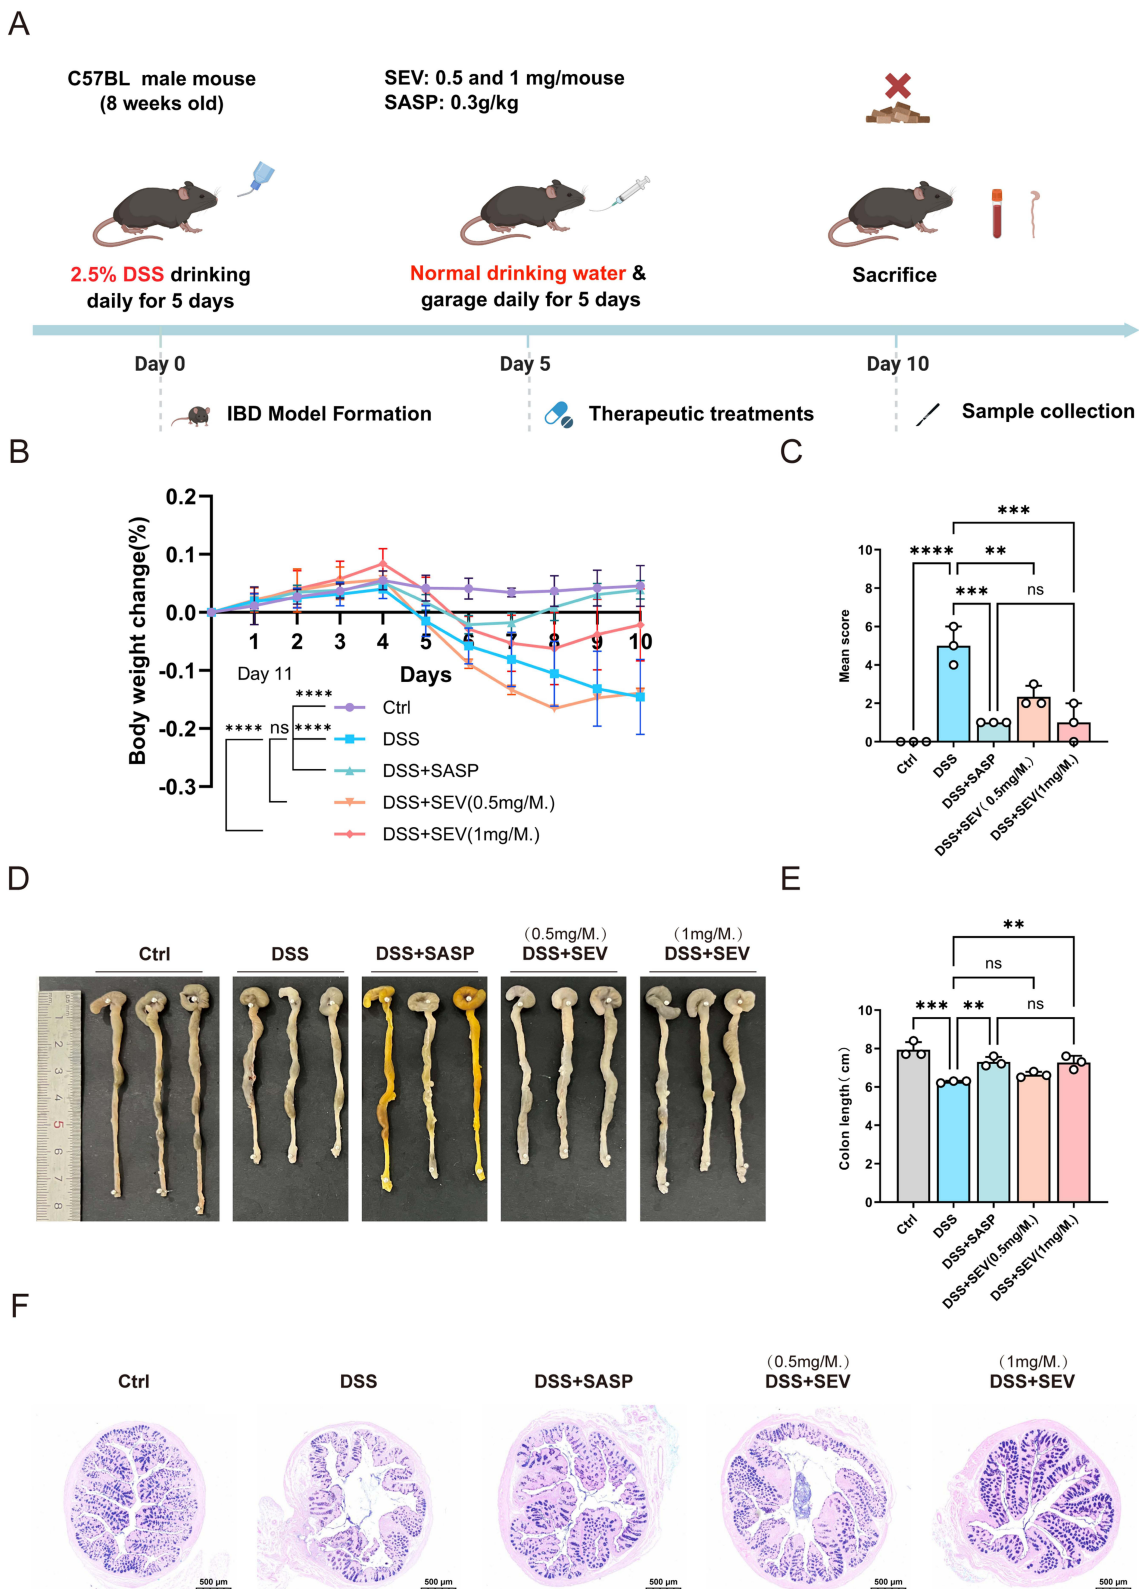 A
C57BL male mouse
(8 weeks old)
SEV: 0.5 and 1 mg/mouse
SASP: 0.3g/kg
2.5% DSS drinking
daily for 5 days
Normal drinking water &
garage daily for 5 days
Sacrifice
Day 0
Day 5
Day 10
IBD Model Formation
Therapeutic treatments
Sample collection
B
Body weight change(%)
0.2
0.1
0.0
-0.1
-0.2
-0.3
1 2 3 4 5 6 7 8 9 10
Days
Day 11
****
**** ns ****
Ctrl
DSS
DSS+SASP
DSS+SEV(0.5mg/M.)
DSS+SEV(1mg/M.)
C
***
**** **
*** ns
Mean score
10
8
6
4
2
0
Ctrl
DSS
DSS+SASP
DSS+SEV( 0.5mg/M.)
DSS+SEV(1mg/M.)
D
Ctrl
DSS
DSS+SASP
(0.5mg/M.)
DSS+SEV
(1mg/M.)
DSS+SEV
1
2
3
4
5
6
7
8
E
**
ns
*** ** ns
Colon length( cm)
10
8
6
4
2
0
Ctrl
DSS
DSS+SASP
DSS+SEV(0.5mg/M.)
DSS+SEV(1mg/M.)
F
Ctrl
DSS
DSS+SASP
(0.5mg/M.)
DSS+SEV
(1mg/M.)
DSS+SEV
500 μm
500 μm
500 μm
500 μm
500 μm